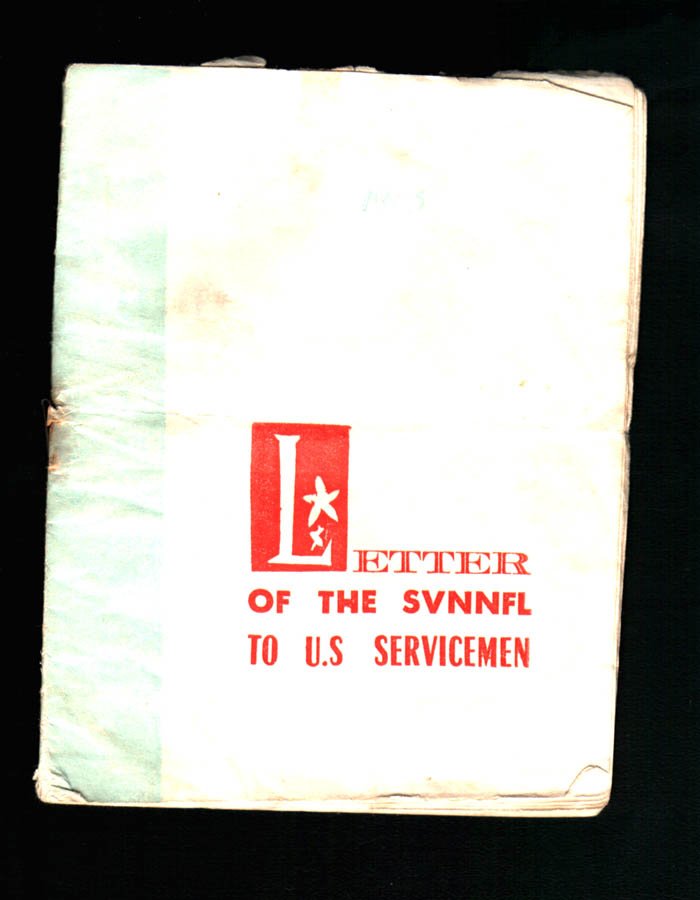 LETTER
OF THE SVNNFL
TO U.S SERVICEMEN